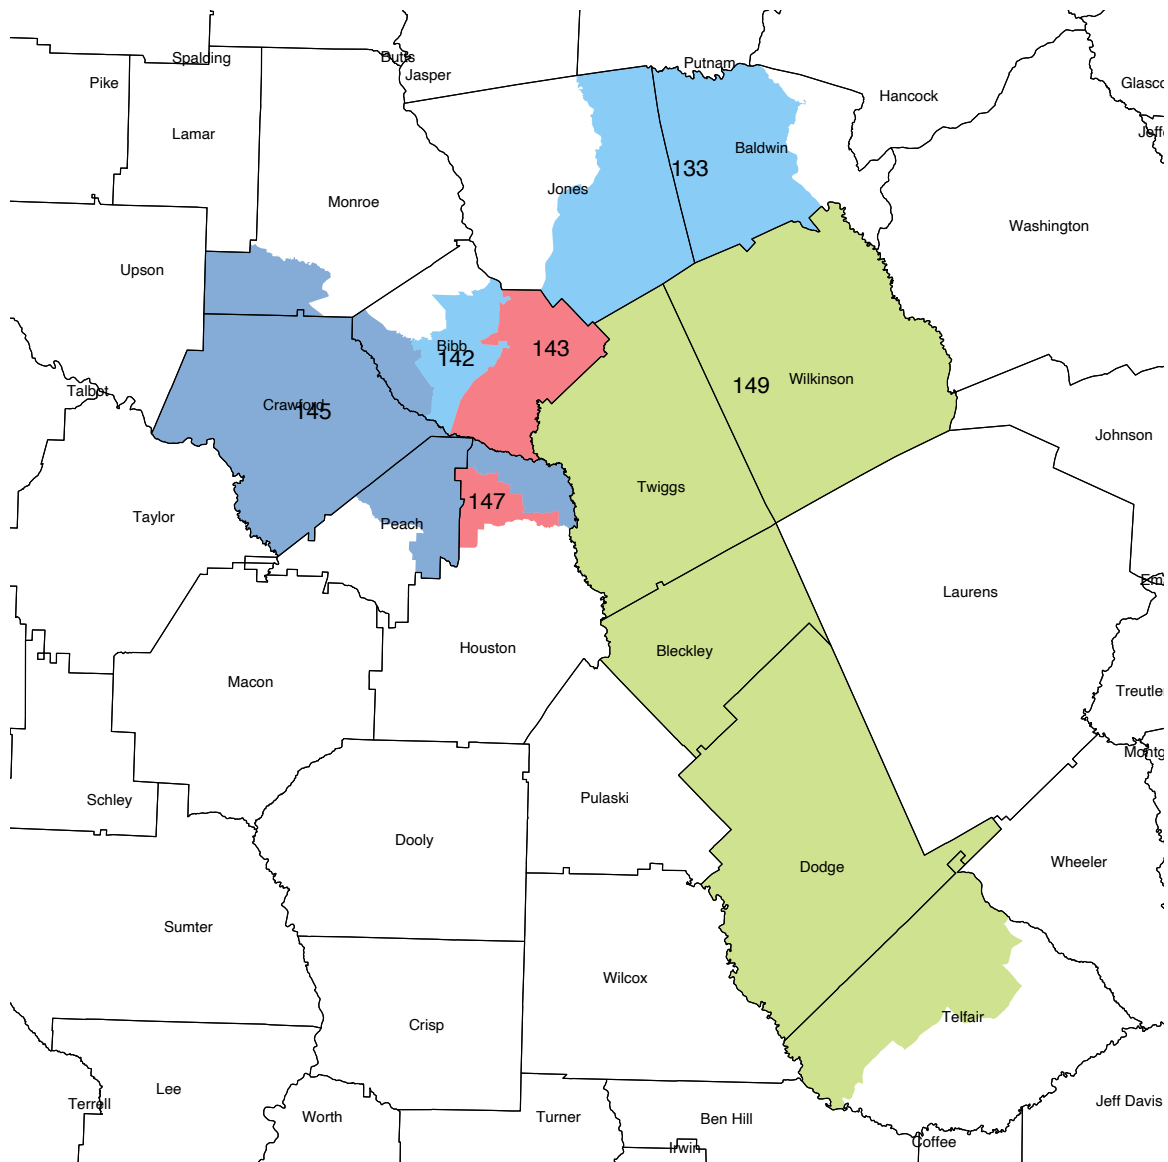 Spalding
Butts
Putnam
Pike
Jasper
Hancock
Glasco
Lamar
Jeffe
Baldwin
133
Jones
Monroe
Washington
Upson
Bibb
142
143
149
Wilkinson
Talbot
Crawford
145
Johnson
Twiggs
147
Taylor
Peach
Em
Laurens
Houston
Bleckley
Macon
Treutle
Montg
Schley
Pulaski
Dooly
Dodge
Wheeler
Sumter
Wilcox
Crisp
Telfair
Lee
Terrell
Worth
Turner
Ben Hill
Jeff Davis
Irwin
Coffee